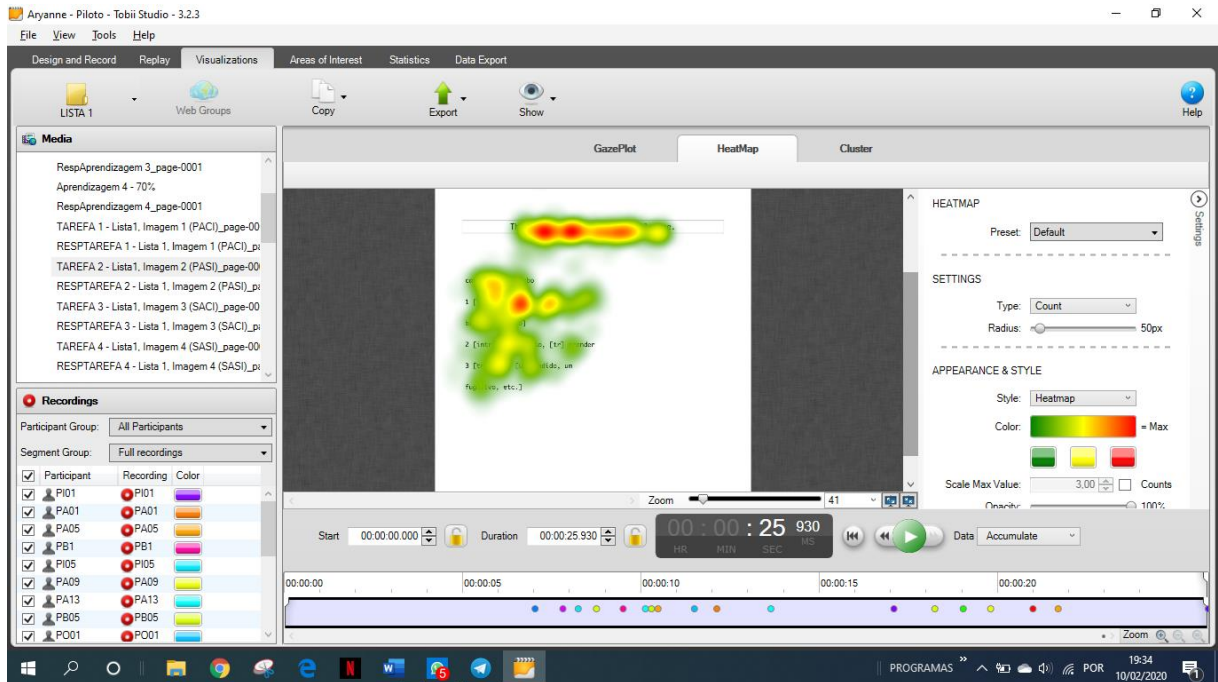 Aryanne - Piloto - Tobii Studio - 3.2.3
File View Tools Help
Design and Record Replay Visualizations Areas of Interest Statistics Data Export
LISTA 1 Web Groups Copy Export Show Help
Media
RespAprendizagem 3_page-0001
Aprendizagem 4 - 70%
RespAprendizagem 4_page-0001
TAREFA 1 - Lista1, Imagem 1 (PACI)_page-00
RESPTAREFA 1 - Lista 1, Imagem 1 (PACI)_pa
TAREFA 2 - Lista1, Imagem 2 (PASI)_page-00
RESPTAREFA 2 - Lista 1, Imagem 2 (PASI)_pa
TAREFA 3 - Lista1, Imagem 3 (SACI)_page-00
RESPTAREFA 3 - Lista 1, Imagem 3 (SACI)_pa
TAREFA 4 - Lista1, Imagem 4 (SASI)_page-00
RESPTAREFA 4 - Lista 1, Imagem 4 (SASI)_pa
Recordings
Participant Group: All Participants
Segment Group: Full recordings
Participant Recording Color
PI01 PI01
PA01 PA01
PA05 PA05
PB1 PB1
PI05 PI05
PA09 PA09
PA13 PA13
PB05 PB05
PO01 PO01
GazePlot HeatMap Cluster
1 [
2 [
3 [
um
etc.]
Zoom 41
HEATMAP
Preset: Default
SETTINGS
Type: Count
Radius: 50px
APPEARANCE & STYLE
Style: Heatmap
Color: = Max
Scale Max Value: 3,00 Counts
Opacity: 100%
Settings
Start 00:00:00.000 Duration 00:00:25.930 00 : 00 : 25 930 Data Accumulate
HR MIN SEC MS
00:00:00 00:00:05 00:00:10 00:00:15 00:00:20
Zoom
PROGRAMAS POR 19:34
10/02/2020